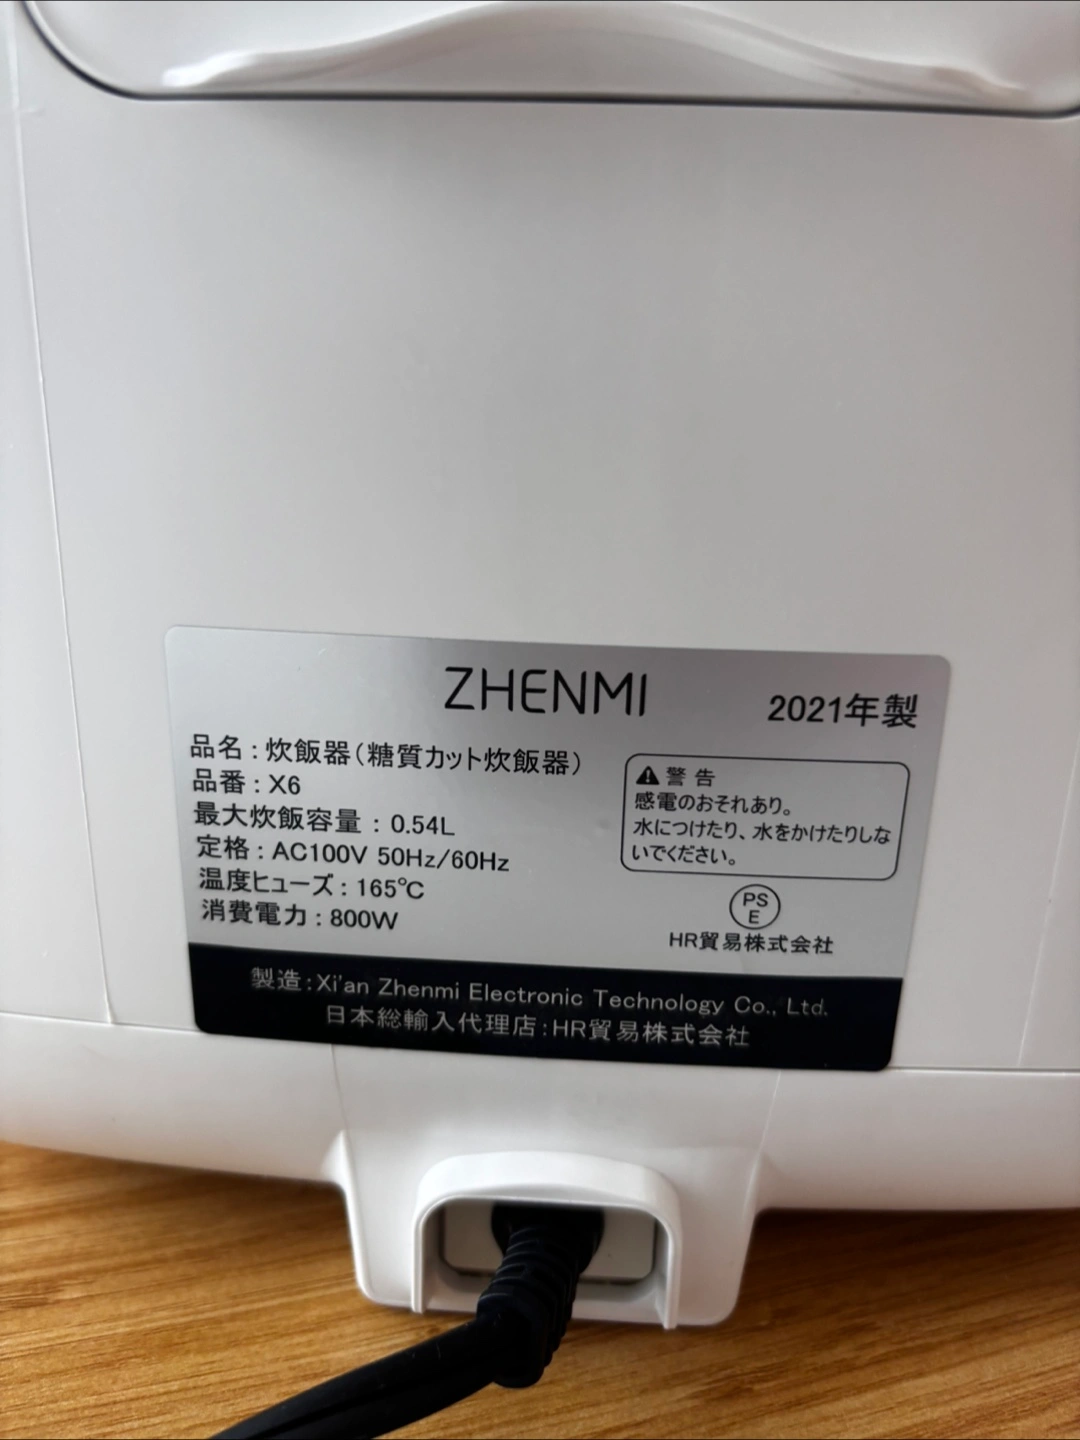 ZHENMI
2021年製
品名:炊飯器(糖質カット炊飯器)
品番:X6
最大炊飯容量:0.54L
定格:AC100V 50Hz/60Hz
温度ヒューズ:165℃
消費電力:800W
警告
感電のおそれあり。
水につけたり、水をかけたりしな
いでください。
PS
E
HR貿易株式会社
製造:Xi'an Zhenmi Electronic Technology Co., Ltd.
日本総輸入代理店:HR貿易株式会社